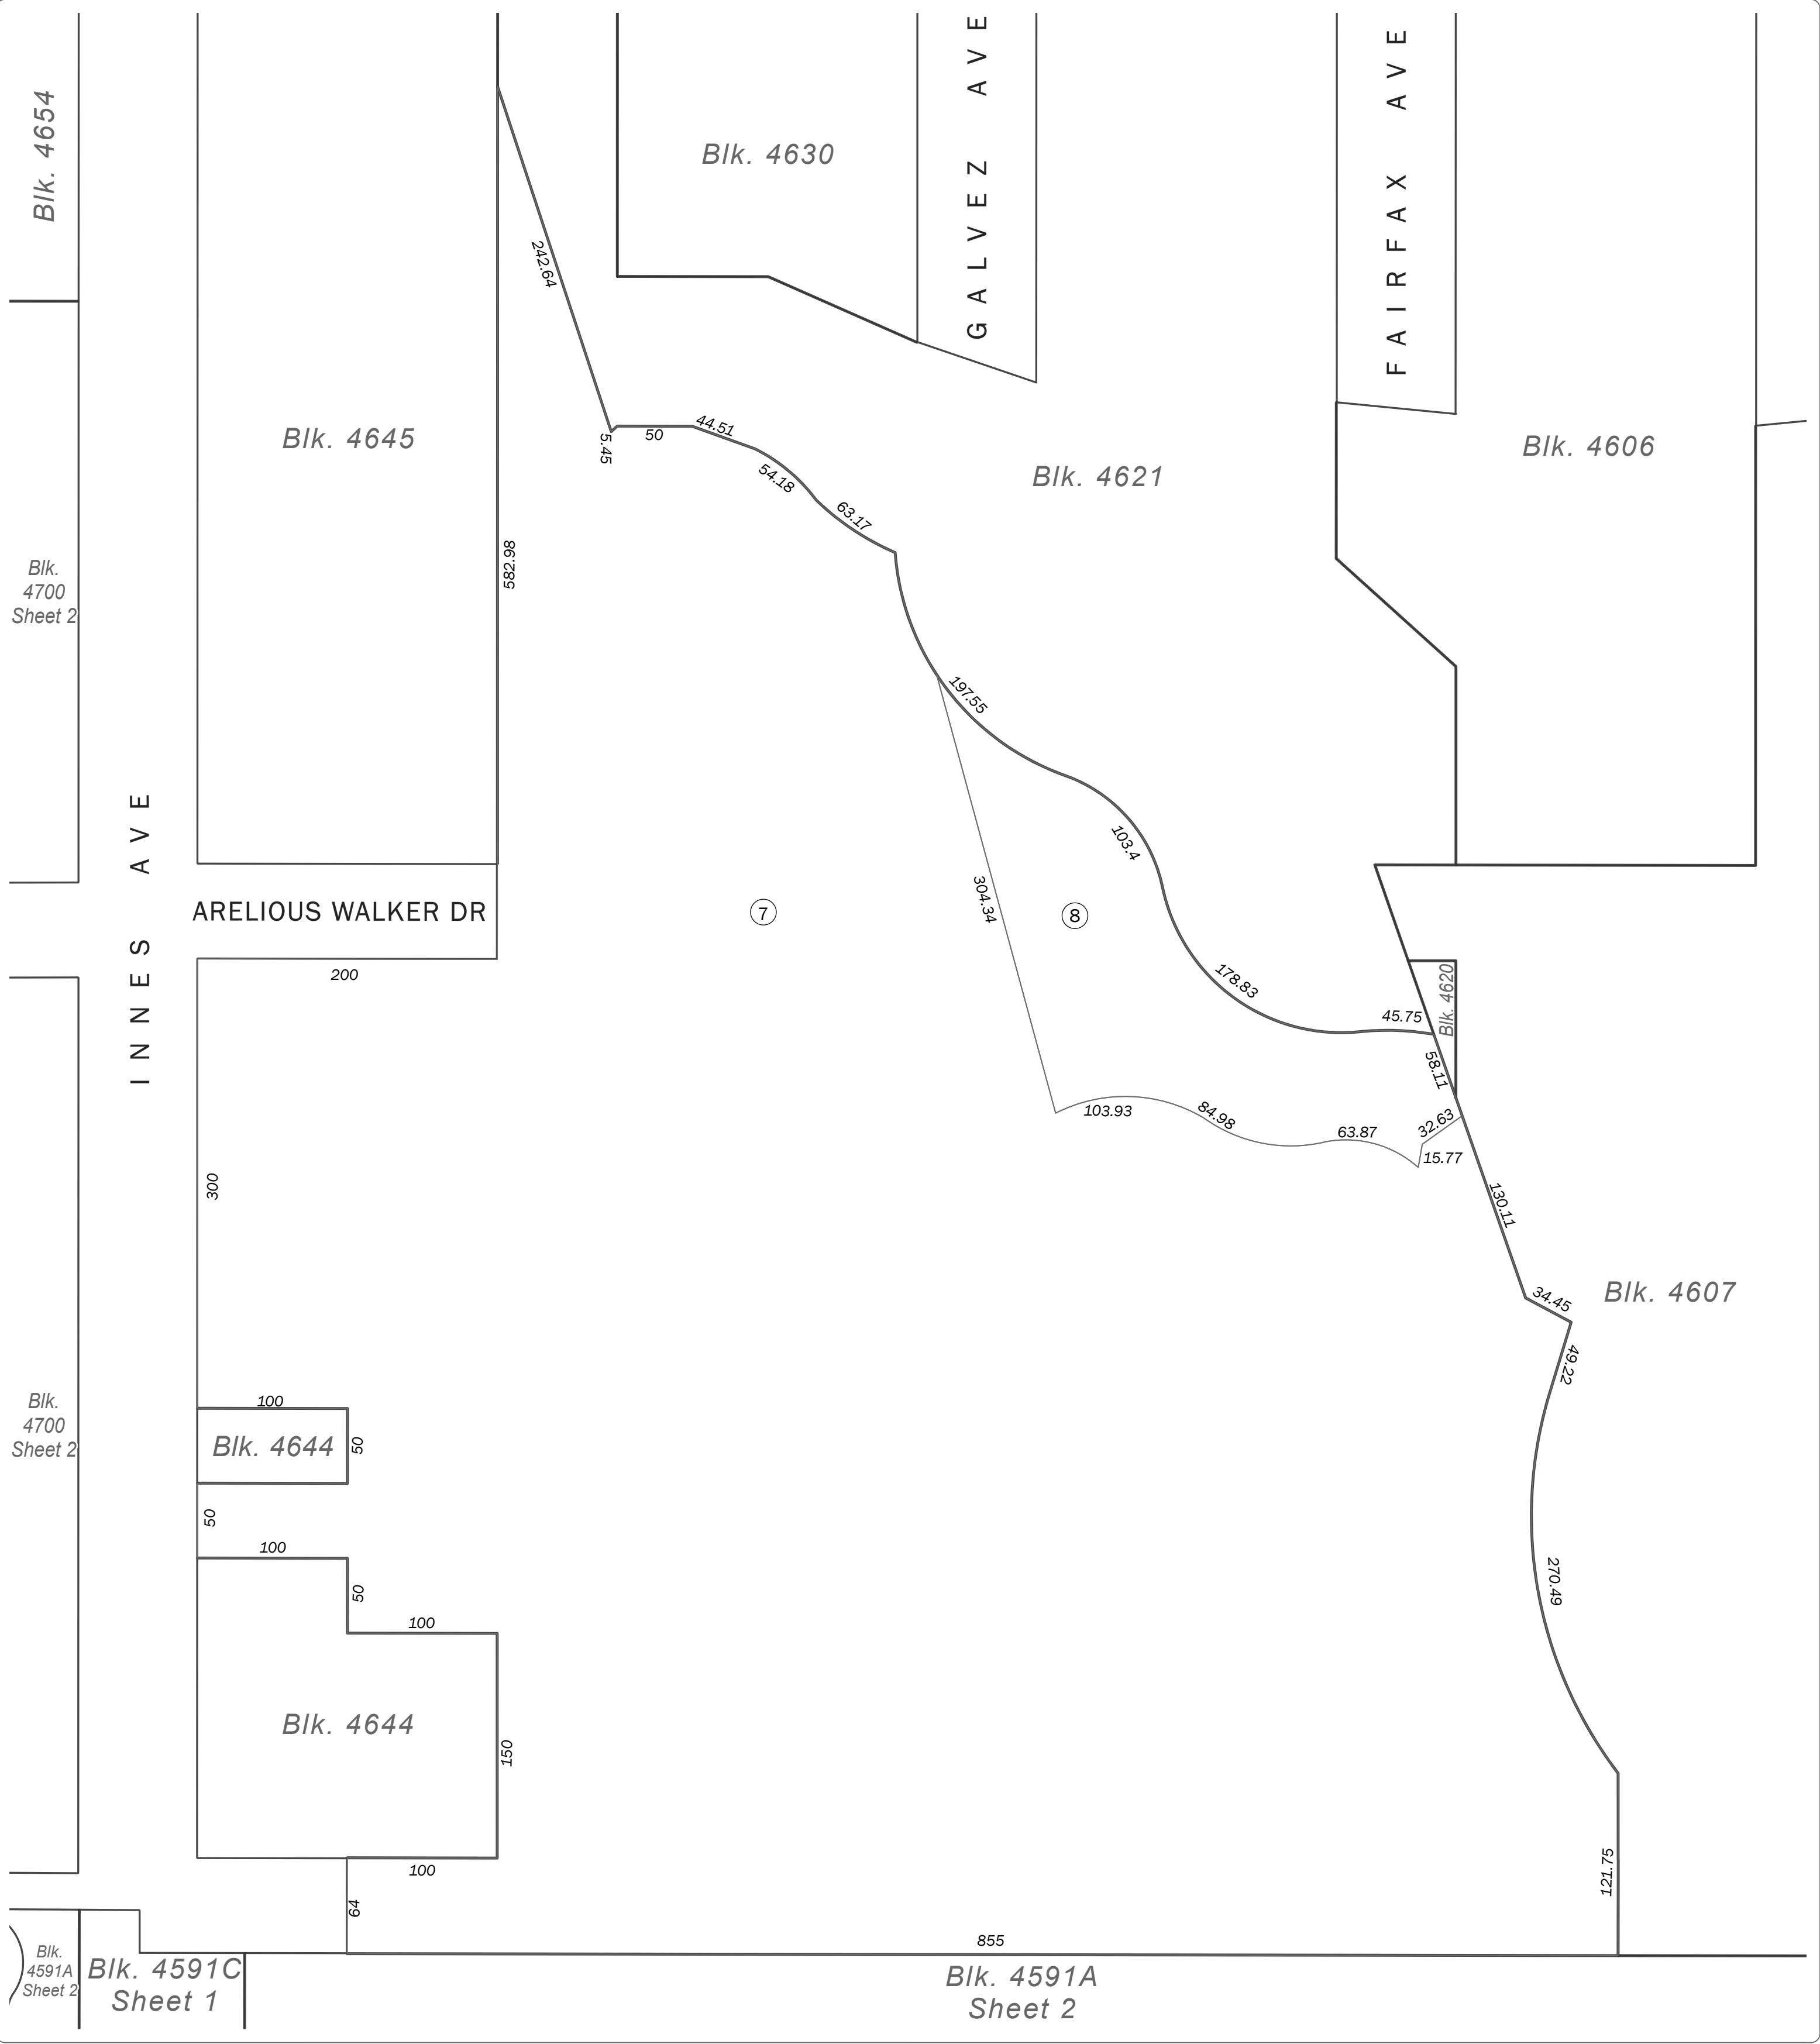 Blk. 4654
Blk. 4630
GALVEZ AVE
FAIRFAX AVE
242.64
Blk. 4645
5.45
50
44.51
54.18
63.17
Blk. 4621
Blk. 4606
582.98
Blk.
4700
Sheet 2
197.55
INNES AVE
ARELIOUS WALKER DR
200
7
304.34
8
103.4
178.83
45.75
Blk. 4620
58.11
103.93
84.98
63.87
32.63
15.77
300
130.11
34.45
Blk. 4607
49.22
Blk.
4700
Sheet 2
100
Blk. 4644
50
50
100
50
100
270.49
Blk. 4644
150
100
64
121.75
855
Blk.
4591A
Sheet 2
Blk. 4591C
Sheet 1
Blk. 4591A
Sheet 2